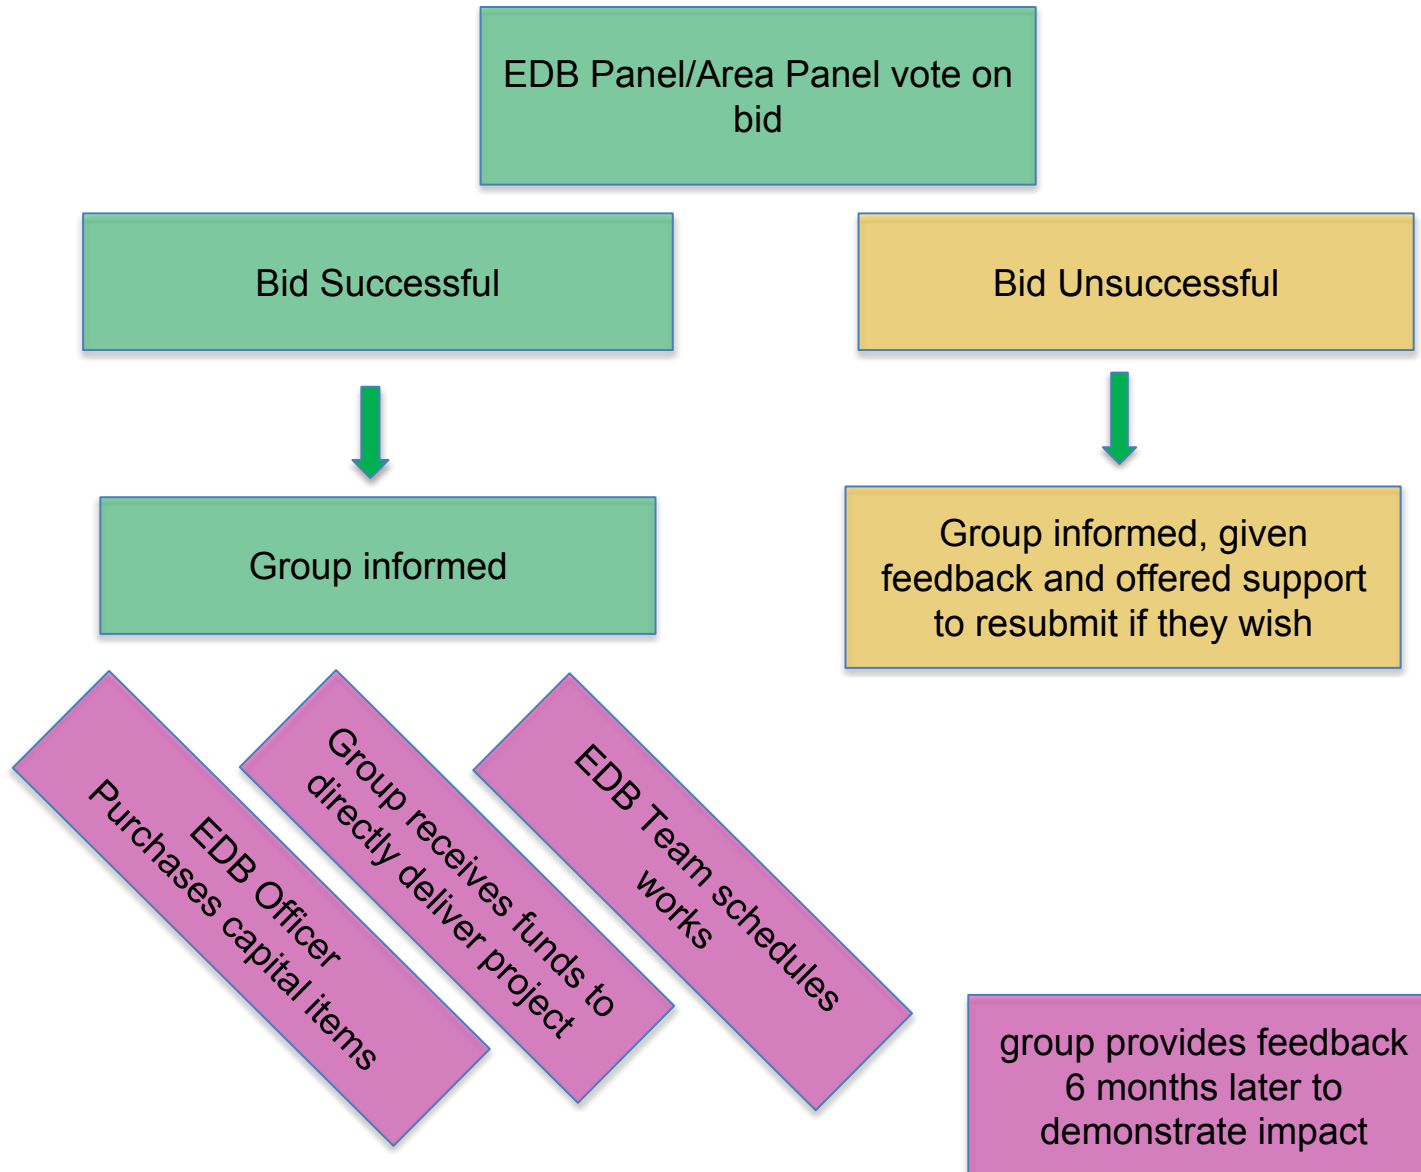 EDB Panel/Area Panel vote on
bid
Bid Successful
Bid Unsuccessful
Group informed
Group informed, given
feedback and offered support
to resubmit if they wish
EDB Officer
Purchases capital items
Group receives funds to
directly deliver project
EDB Team schedules
works
group provides feedback
6 months later to
demonstrate impact